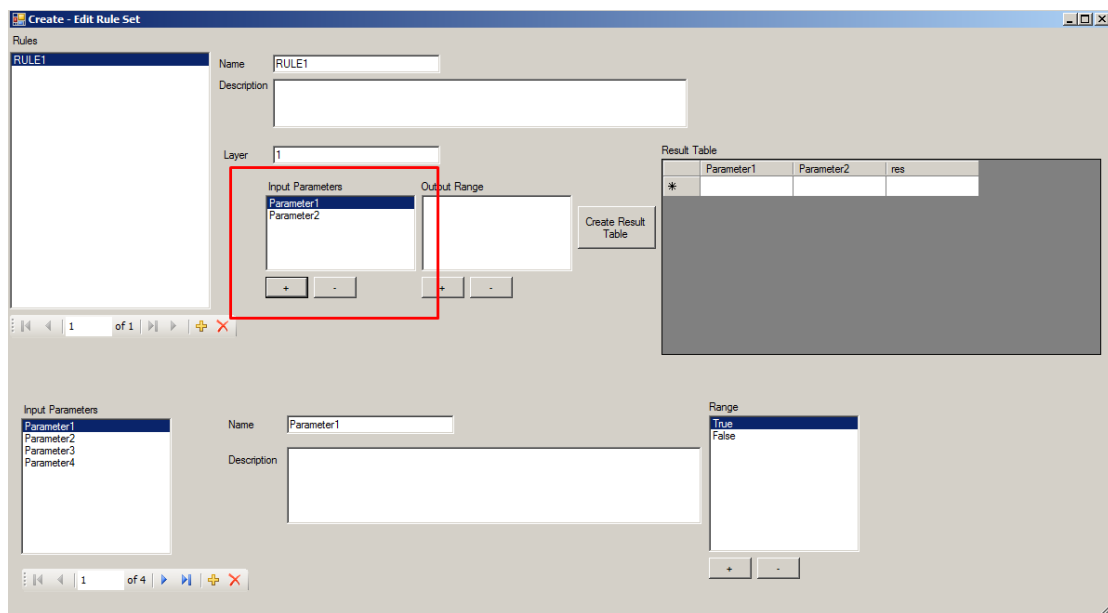 Create - Edit Rule Set
Rules
RULE1
Name RULE1
Description
Layer 1
Input Parameters Output Range
Parameter1
Parameter2
+ - + -
Create Result
Table
Result Table
Parameter1 Parameter2 res
1 of 1
Input Parameters
Parameter1
Parameter2
Parameter3
Parameter4
1 of 4
Name Parameter1
Description
Range
True
False
+ -